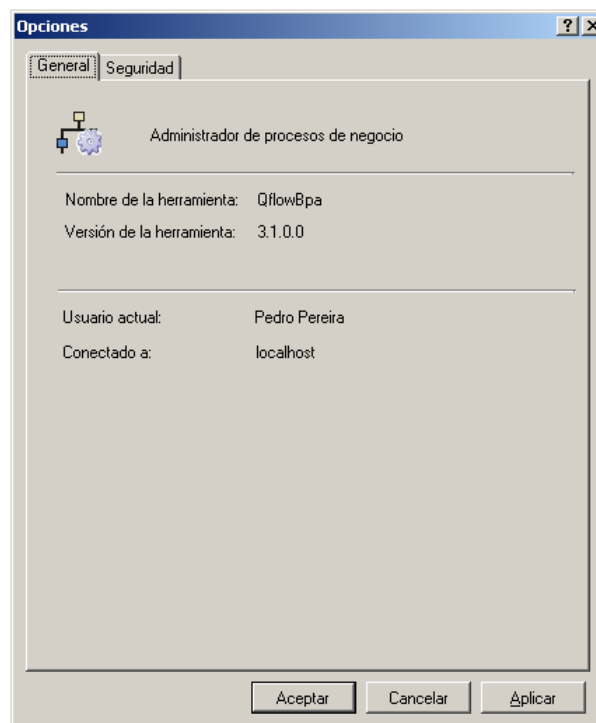 Opciones
General Seguridad
Administrador de procesos de negocio
Nombre de la herramienta: QflowBpa
Versión de la herramienta: 3.1.0.0
Usuario actual: Pedro Pereira
Conectado a: localhost
Aceptar Cancelar Aplicar